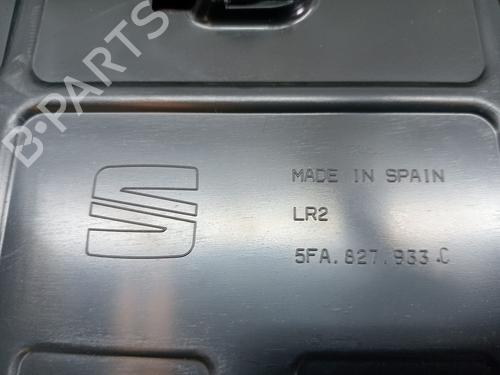 B-PARTS
MADE IN SPAIN
LR2
5FA.827.933.C